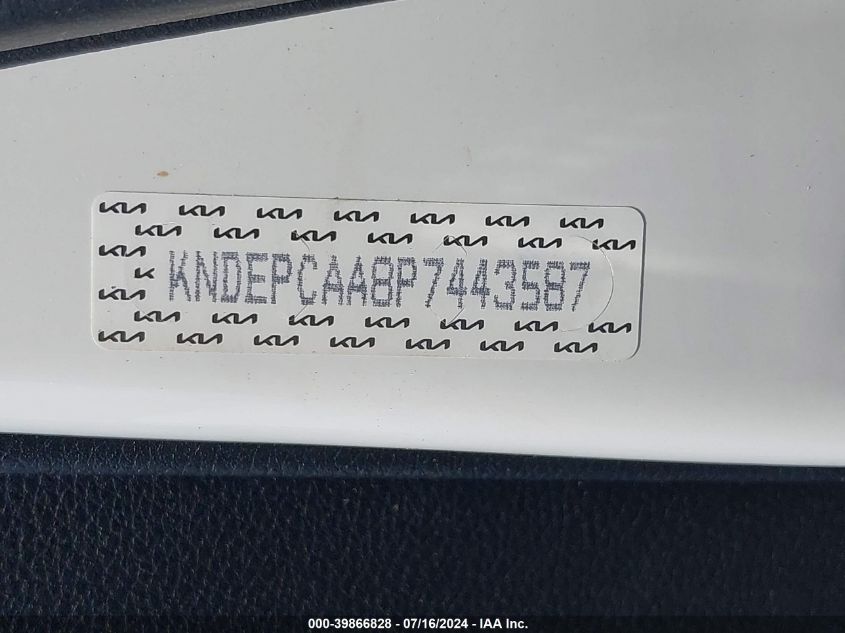 KNDEPCAA8P7443587
000-39866828 - 07/16/2024 - IAA Inc.